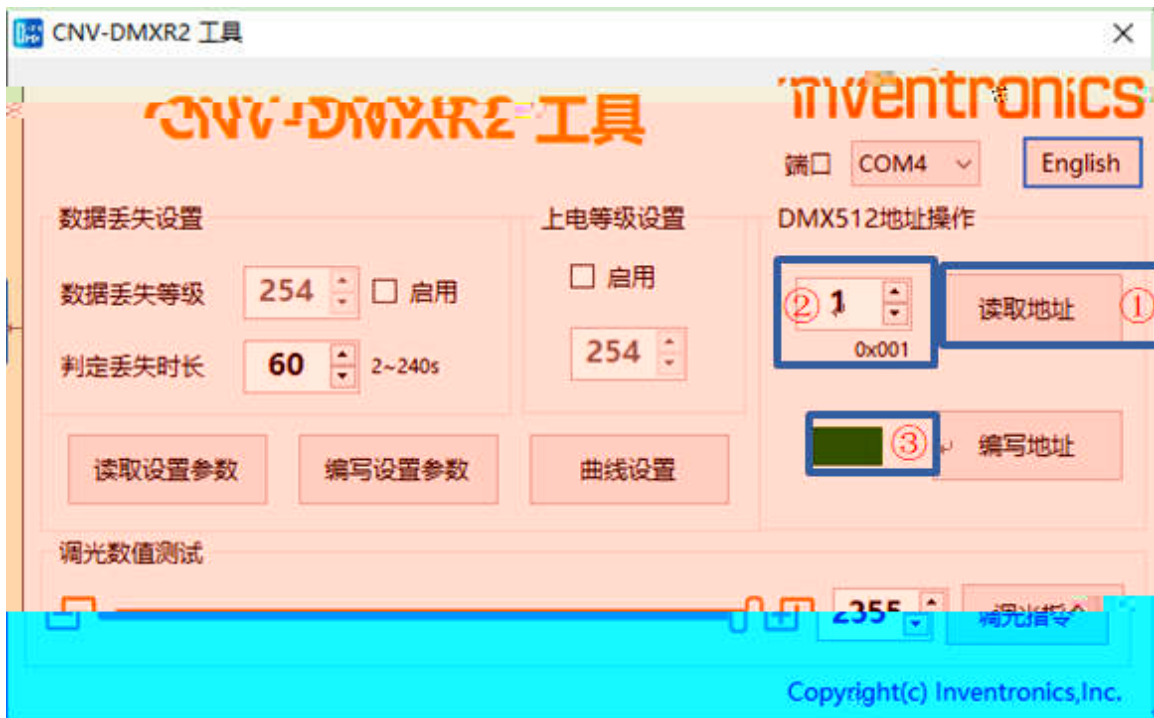 CNV-DMXR2 工具
CNV-DMXR2 工具
inventronics
端口 COM4 English
数据丢失设置
上电等级设置
DMX512地址操作
数据丢失等级 254 启用
启用
② 1 读取地址 ①
0x001
判定丢失时长 60 2~240s
254
③ 编写地址
读取设置参数 编写设置参数 曲线设置
调光数值测试
255 调光指令
Copyright(c) Inventronics,Inc.